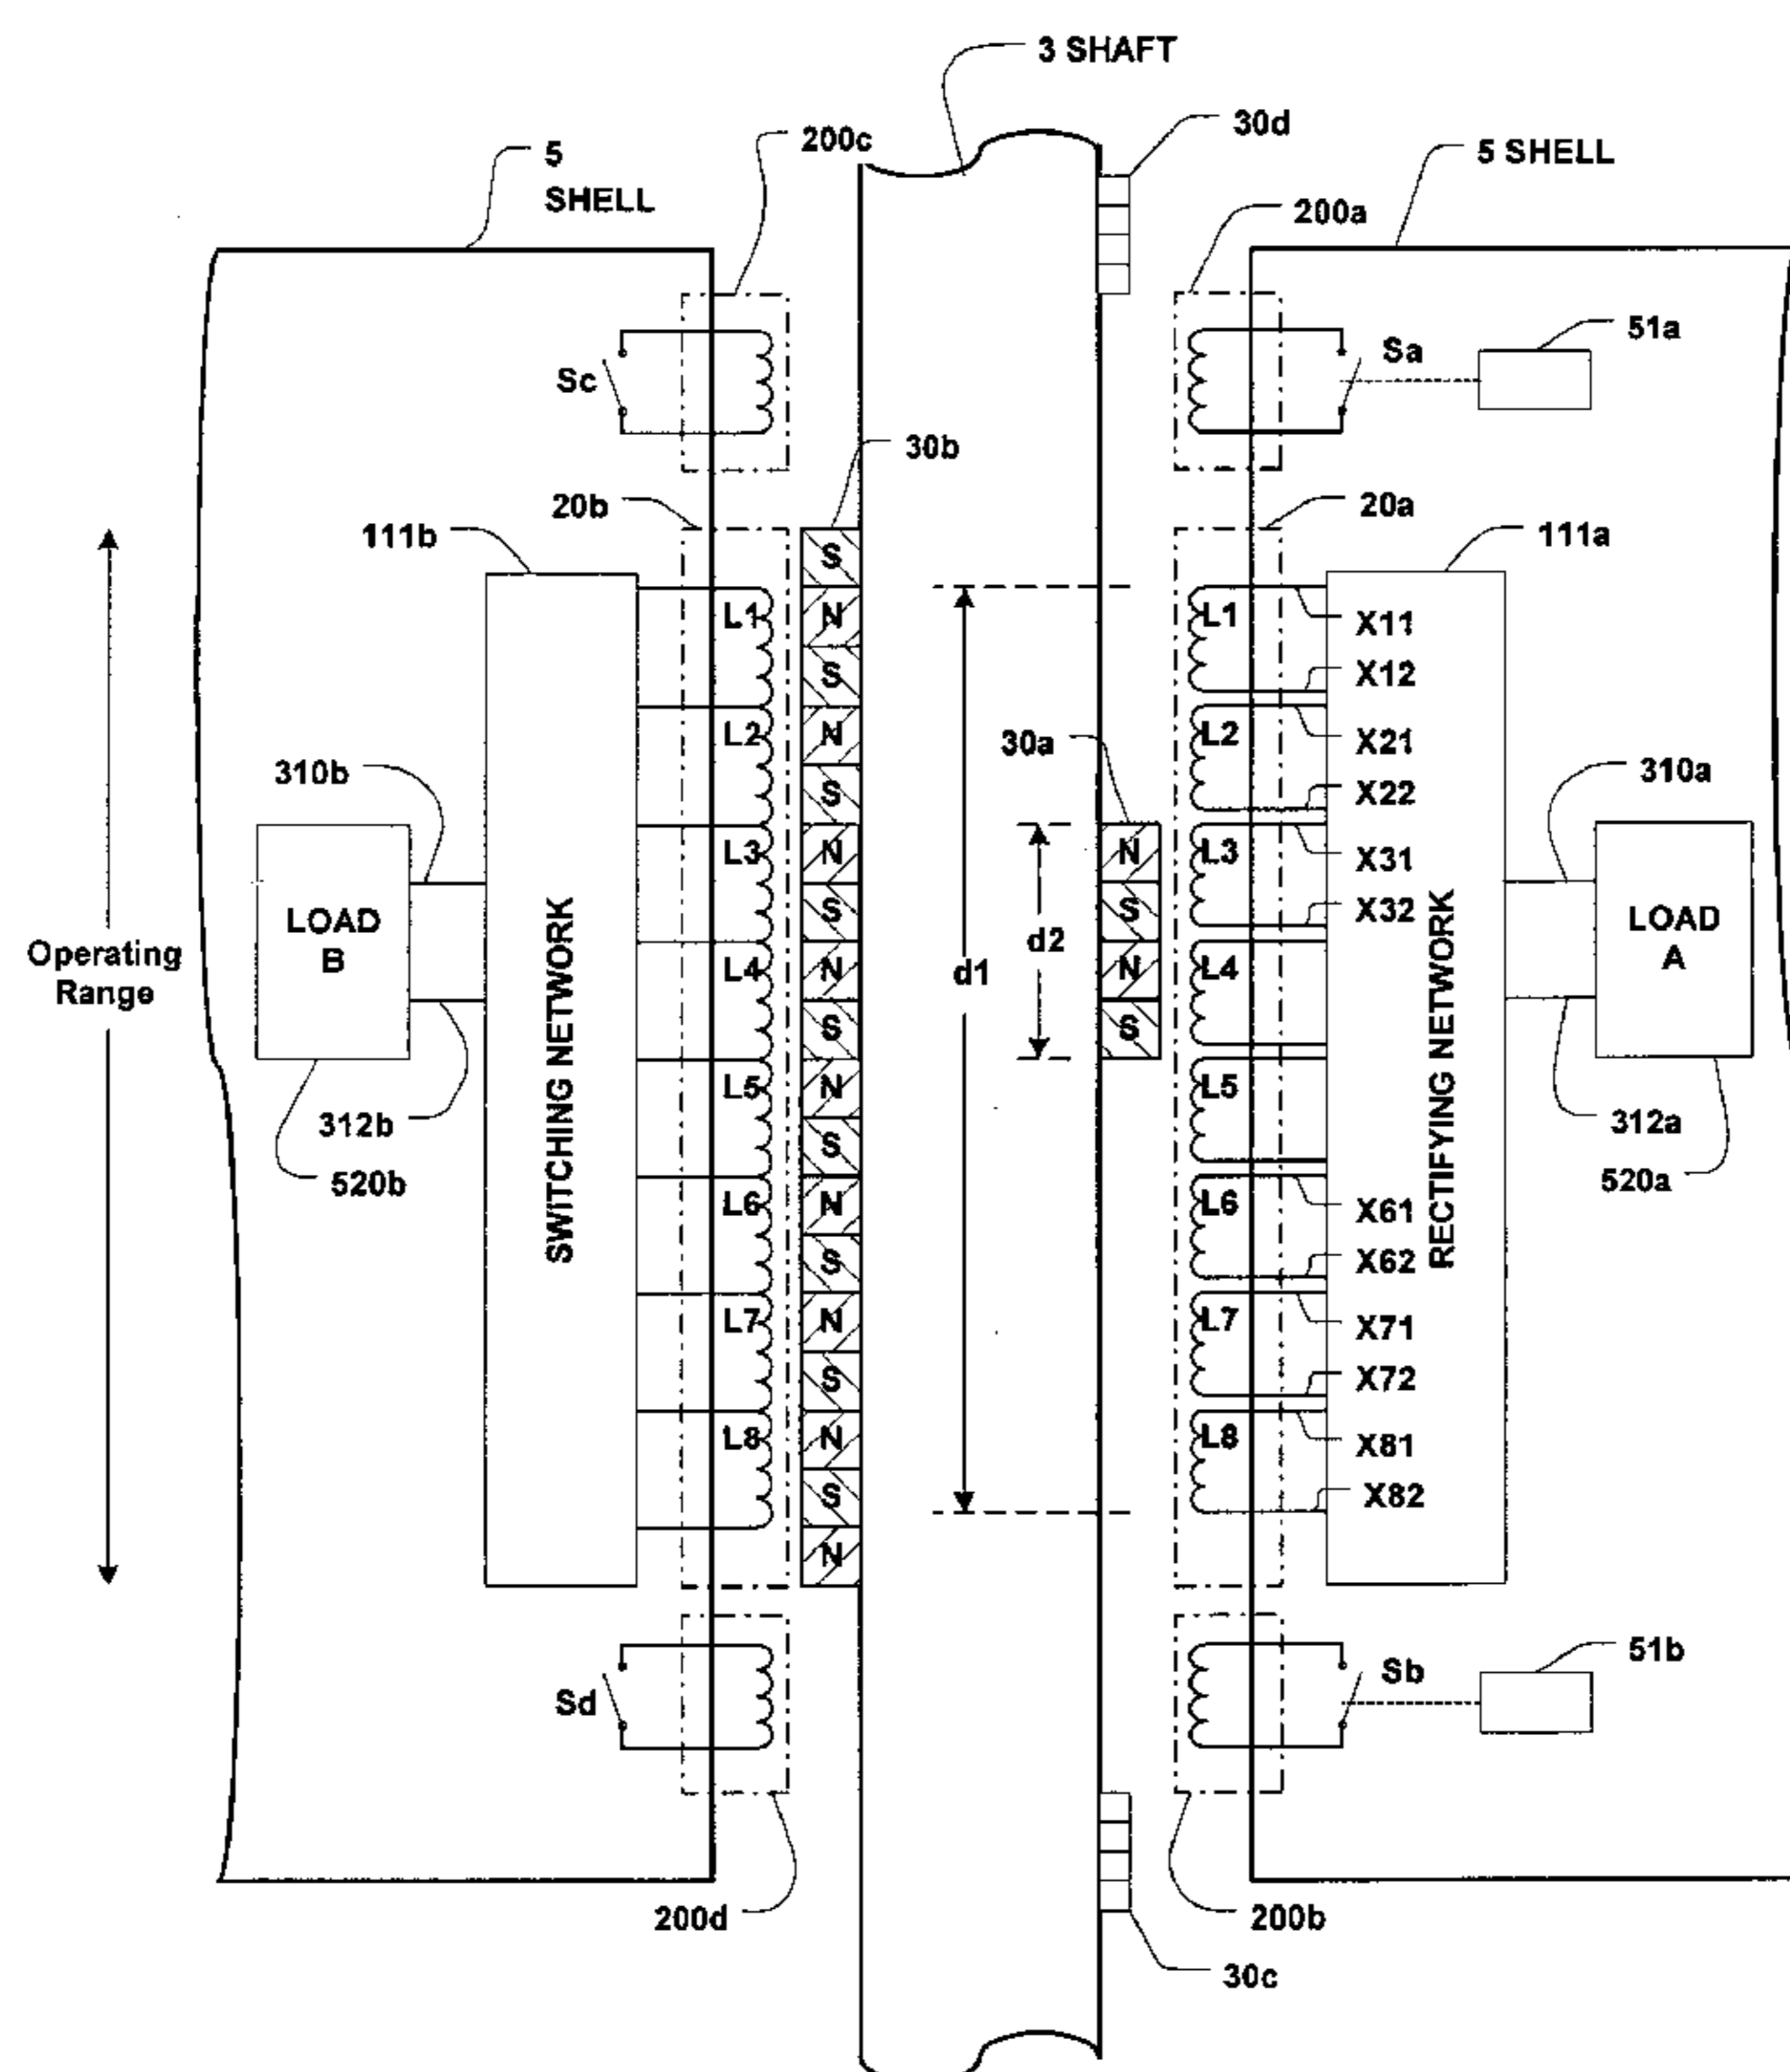 3 SHAFT
30d
200c
5
SHELL
5 SHELL
200a
51a
Sc
Sa
30b
20b
20a
111b
111a
S
N
S
N
S
N
S
N
S
N
S
N
S
N
S
N
S
N
L1
L2
L3
L4
L5
L6
L7
L8
L1
L2
L3
L4
L5
L6
L7
L8
X11
X12
X21
X22
X31
X32
X61
X62
X71
X72
X81
X82
30a
N
S
N
S
d1
d2
310b
310a
LOAD
B
LOAD
A
Operating
Range
SWITCHING NETWORK
RECTIFYING NETWORK
312b
312a
520b
520a
Sd
Sb
51b
200d
200b
30c